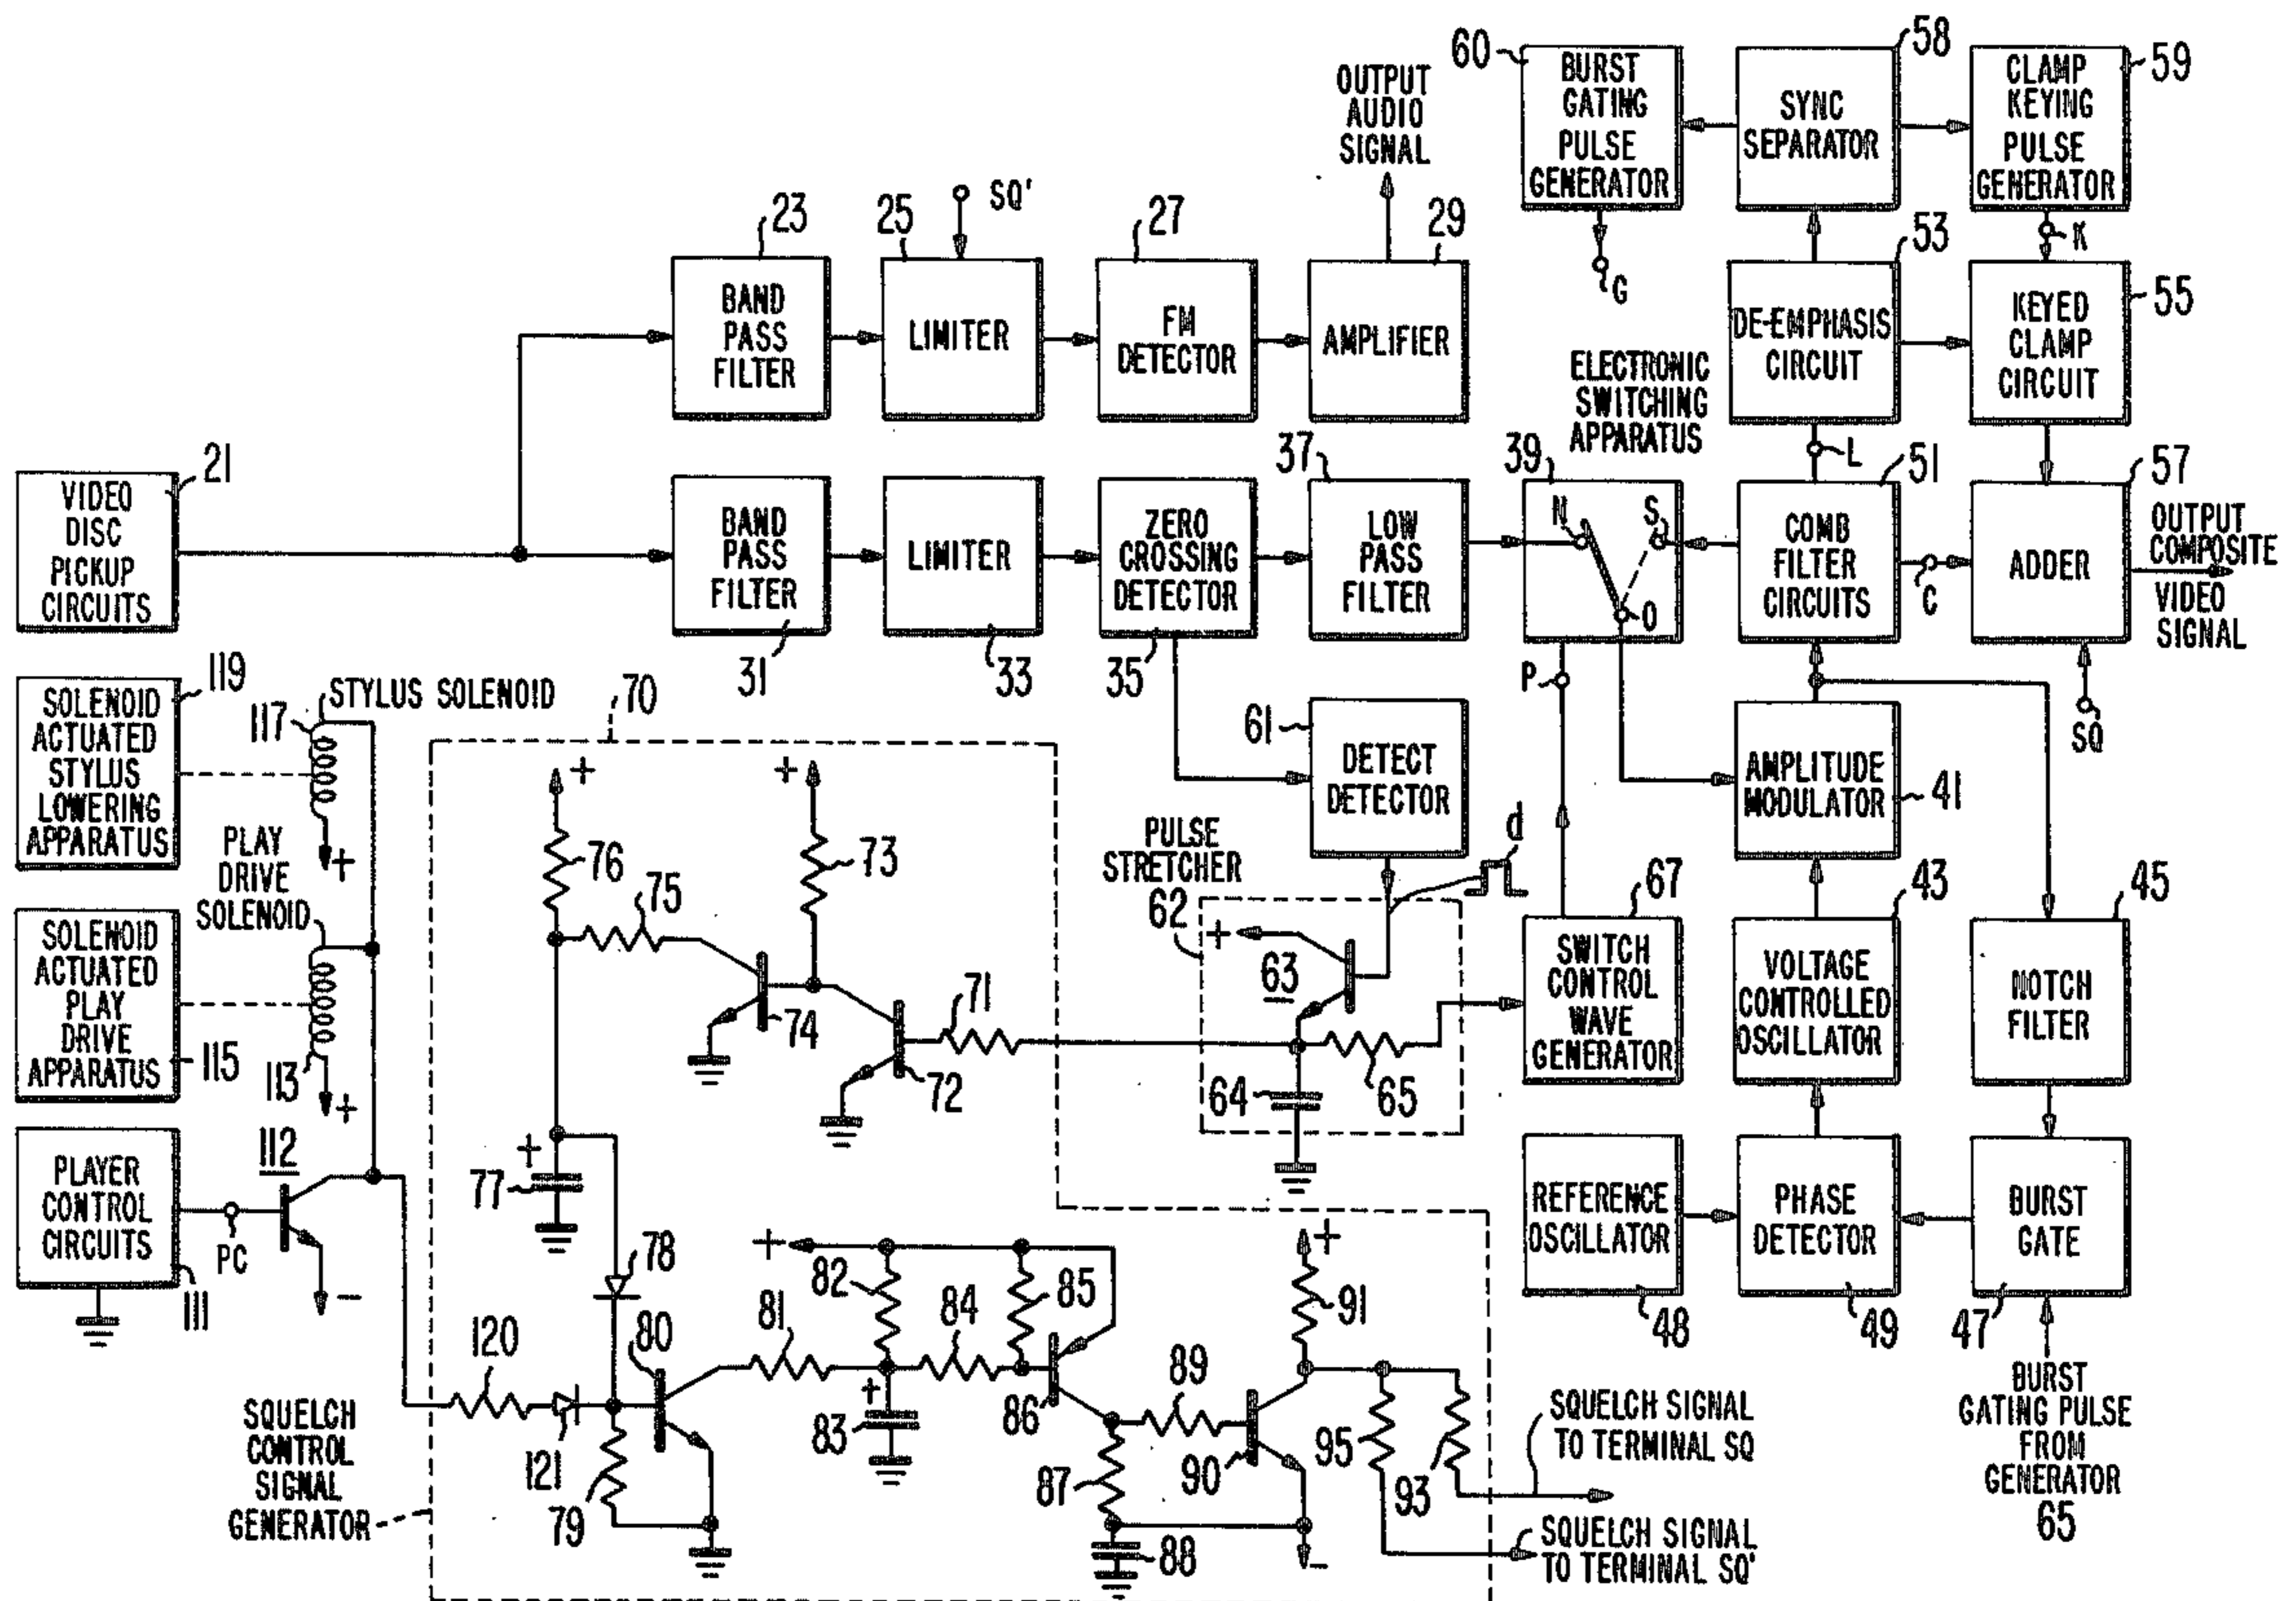 60
BURST
GATING
PULSE
GENERATOR
58
SYNC
SEPARATOR
CLAMP
KEYING
PULSE
GENERATOR
59
OUTPUT
AUDIO
SIGNAL
SQ'
G
K
23
BAND
PASS
FILTER
25
LIMITER
27
FM
DETECTOR
29
AMPLIFIER
53
DE-EMPHASIS
CIRCUIT
KEYED
CLAMP
CIRCUIT
55
ELECTRONIC
SWITCHING
APPARATUS
L
21
VIDEO
DISC
PICKUP
CIRCUITS
BAND
PASS
FILTER
31
LIMITER
33
ZERO
CROSSING
DETECTOR
35
37
LOW
PASS
FILTER
39
N
S
O
P
51
COMB
FILTER
CIRCUITS
C
57
ADDER
OUTPUT
COMPOSITE
VIDEO
SIGNAL
SQ
119
SOLENOID
ACTUATED
STYLUS
LOWERING
APPARATUS
STYLUS SOLENOID
117
+
PLAY
DRIVE
SOLENOID
SOLENOID
ACTUATED
PLAY
DRIVE
APPARATUS
115
113
+
PLAYER
CONTROL
CIRCUITS
111
PC
112
-
70
+
76
75
+
73
74
72
71
+
77
78
61
DETECT
DETECTOR
d
PULSE
STRETCHER
62
+
63
64
65
67
SWITCH
CONTROL
WAVE
GENERATOR
AMPLITUDE
MODULATOR
41
43
VOLTAGE
CONTROLLED
OSCILLATOR
45
NOTCH
FILTER
REFERENCE
OSCILLATOR
48
PHASE
DETECTOR
49
BURST
GATE
47
BURST
GATING PULSE
FROM
GENERATOR
65
120
121
79
80
81
+
82
+
83
84
85
86
87
88
89
90
-
+
91
95
93
SQUELCH
CONTROL
SIGNAL
GENERATOR
SQUELCH SIGNAL
TO TERMINAL SQ
SQUELCH SIGNAL
TO TERMINAL SQ'